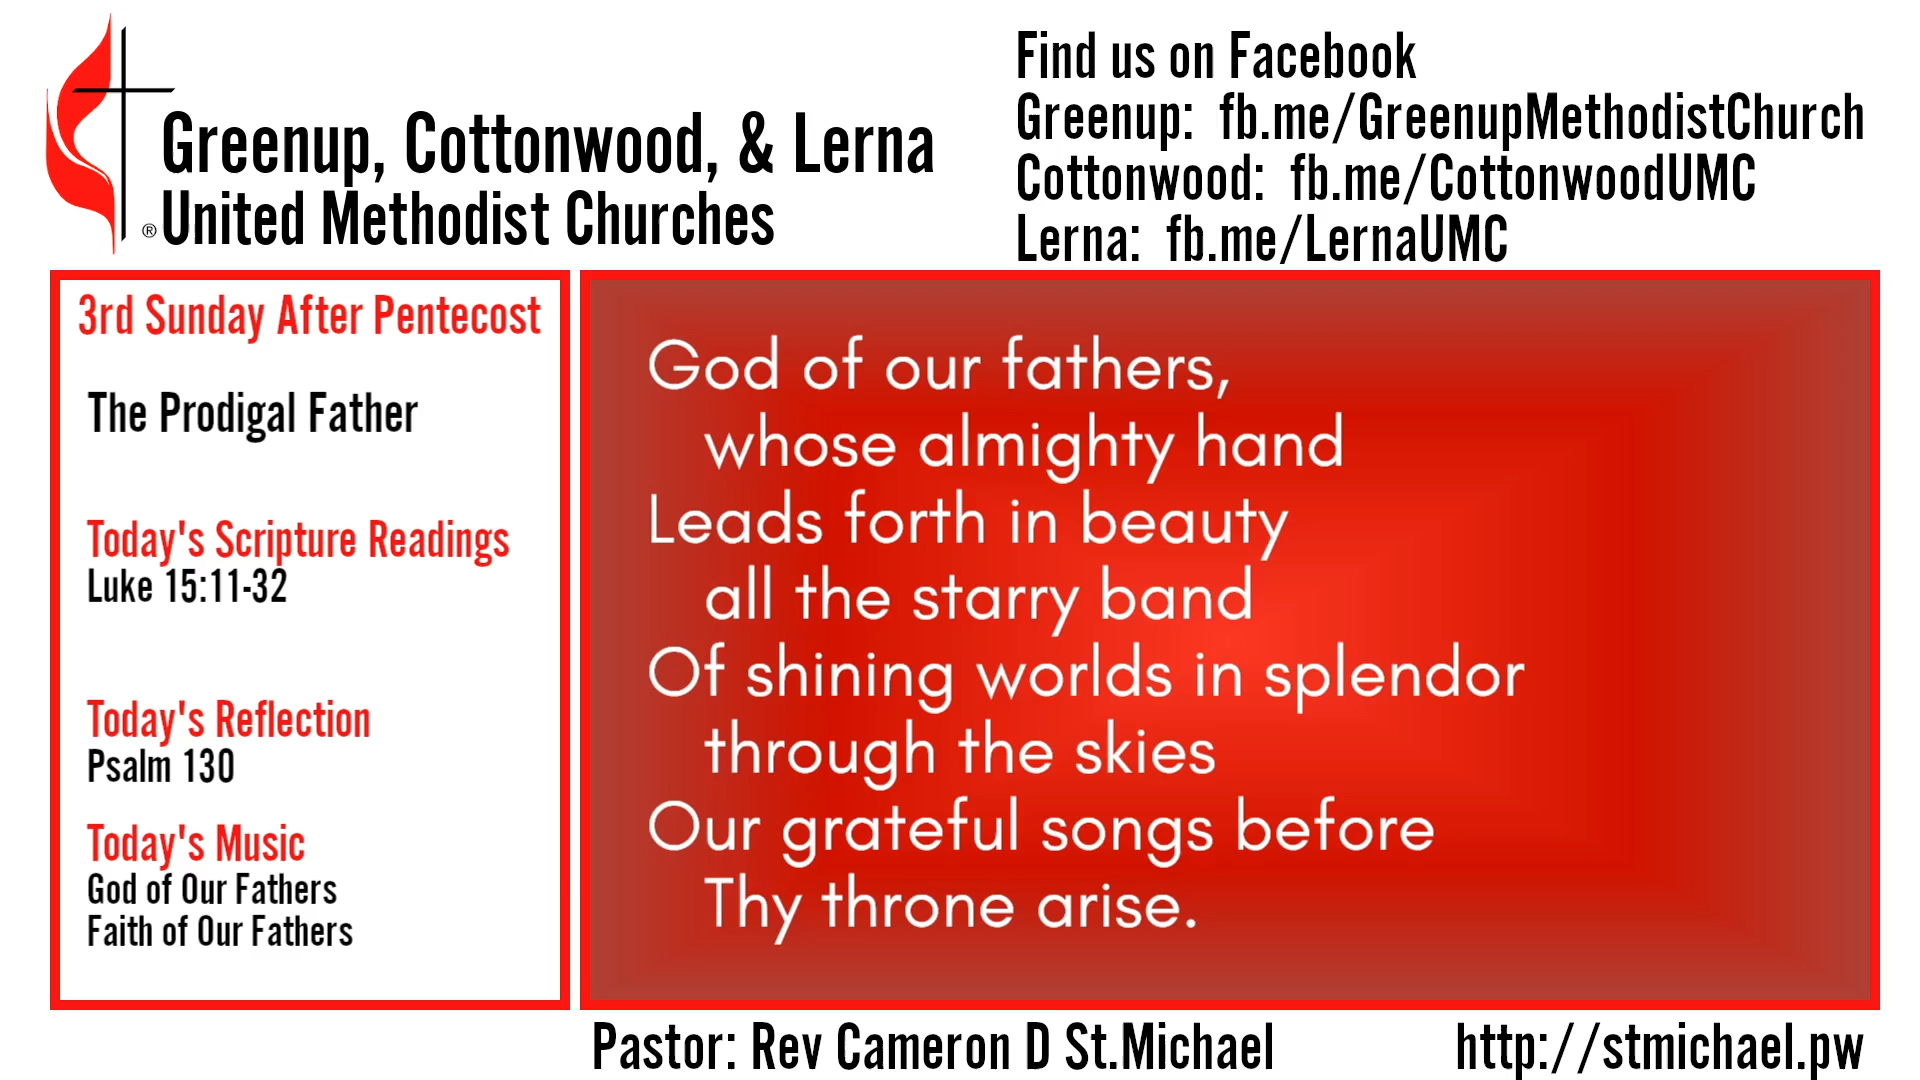 Greenup, Cottonwood, & Lerna
® United Methodist Churches
Find us on Facebook
Greenup: fb.me/GreenupMethodistChurch
Cottonwood: fb.me/CottonwoodUMC
Lerna: fb.me/LernaUMC
3rd Sunday After Pentecost
The Prodigal Father
Today's Scripture Readings
Luke 15:11-32
Today's Reflection
Psalm 130
Today's Music
God of Our Fathers
Faith of Our Fathers
God of our fathers,
whose almighty hand
Leads forth in beauty
all the starry band
Of shining worlds in splendor
through the skies
Our grateful songs before
Thy throne arise.
Pastor: Rev Cameron D St.Michael
http://stmichael.pw